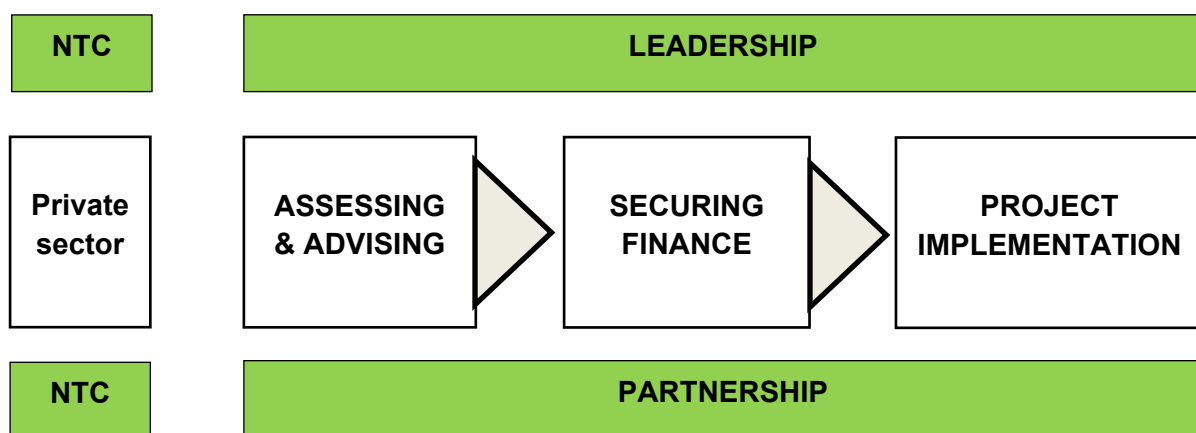 NTC
LEADERSHIP
Private
sector
ASSESSING
& ADVISING
SECURING
FINANCE
PROJECT
IMPLEMENTATION
NTC
PARTNERSHIP